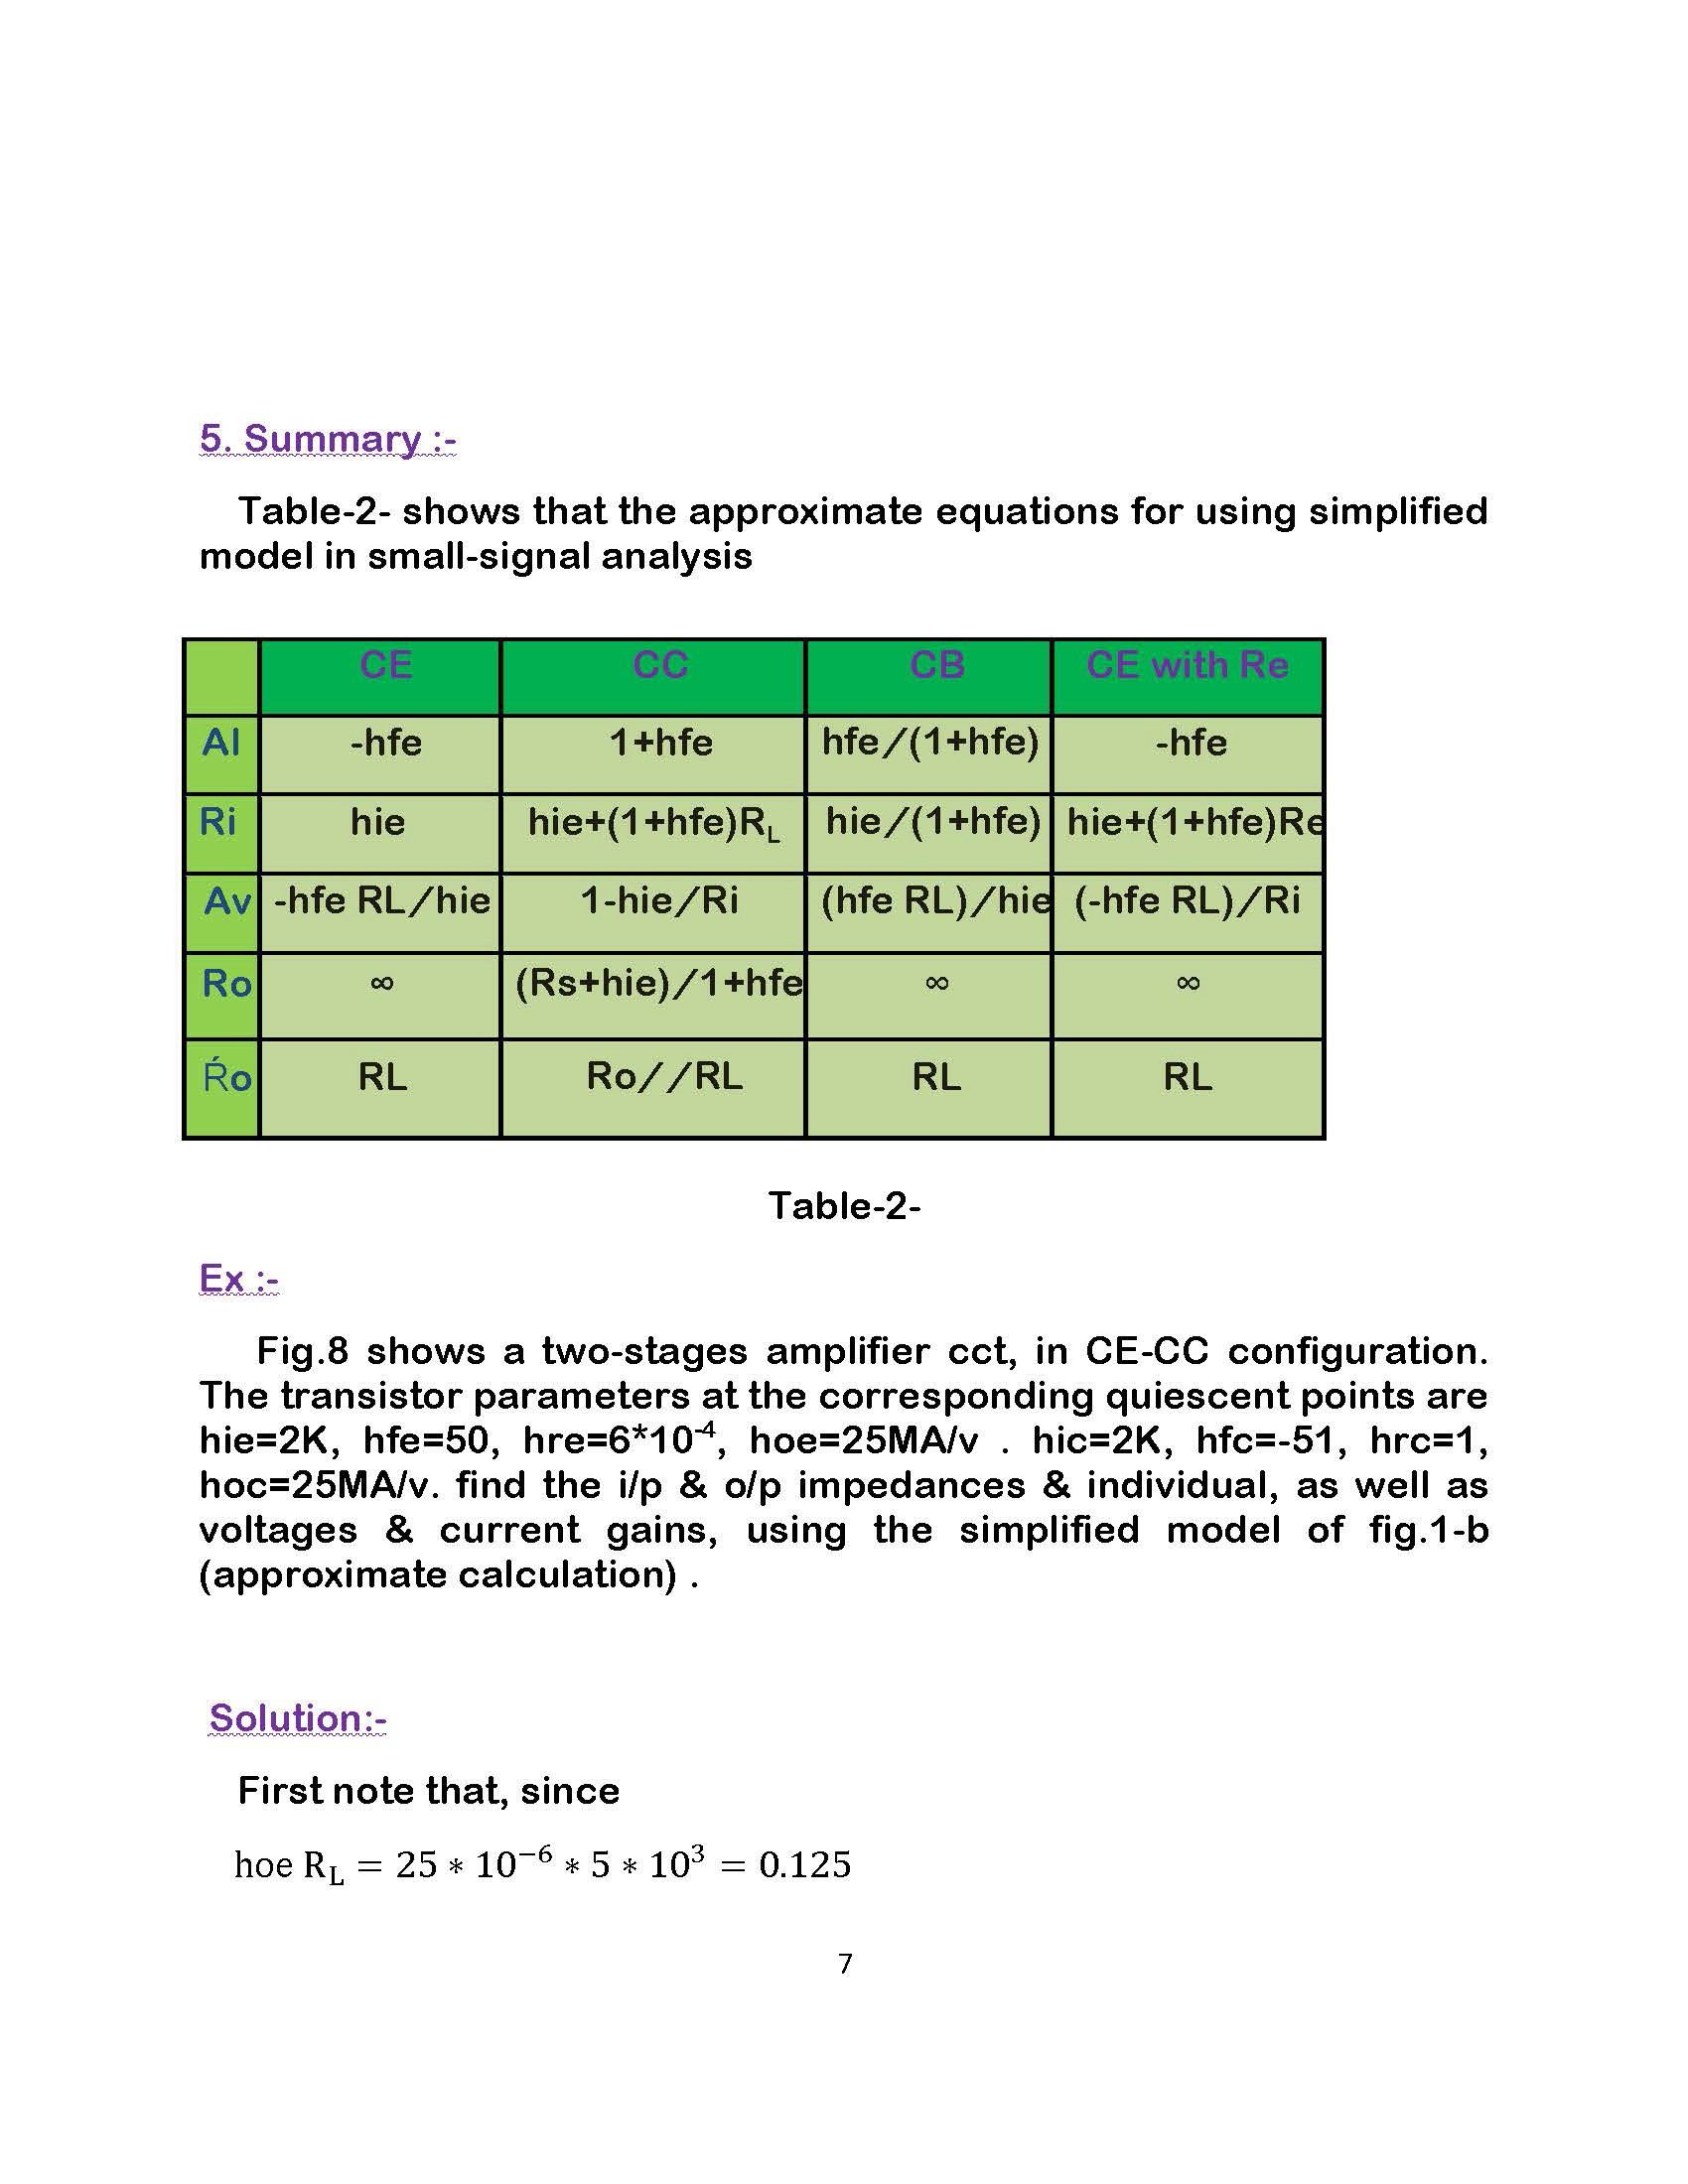 5. Summary :-
Table-2- shows that the approximate equations for using simplified
model in small-signal analysis
CE CC CB CE with Re
AI -hfe 1+hfe hfe/(1+hfe) -hfe
Ri hie hie+(1+hfe)R_L hie/(1+hfe) hie+(1+hfe)Re
Av -hfe RL/hie 1-hie/Ri (hfe RL)/hie (-hfe RL)/Ri
Ro ∞ (Rs+hie)/1+hfe ∞ ∞
Ŕo RL Ro//RL RL RL
Table-2-
Ex :-
Fig.8 shows a two-stages amplifier cct, in CE-CC configuration.
The transistor parameters at the corresponding quiescent points are
hie=2K, hfe=50, hre=6*10⁻⁴, hoe=25MA/v . hic=2K, hfc=-51, hrc=1,
hoc=25MA/v. find the i/p & o/p impedances & individual, as well as
voltages & current gains, using the simplified model of fig.1-b
(approximate calculation) .
Solution:-
First note that, since
hoe R_L = 25 ∗ 10⁻⁶ ∗ 5 ∗ 10³ = 0.125
7